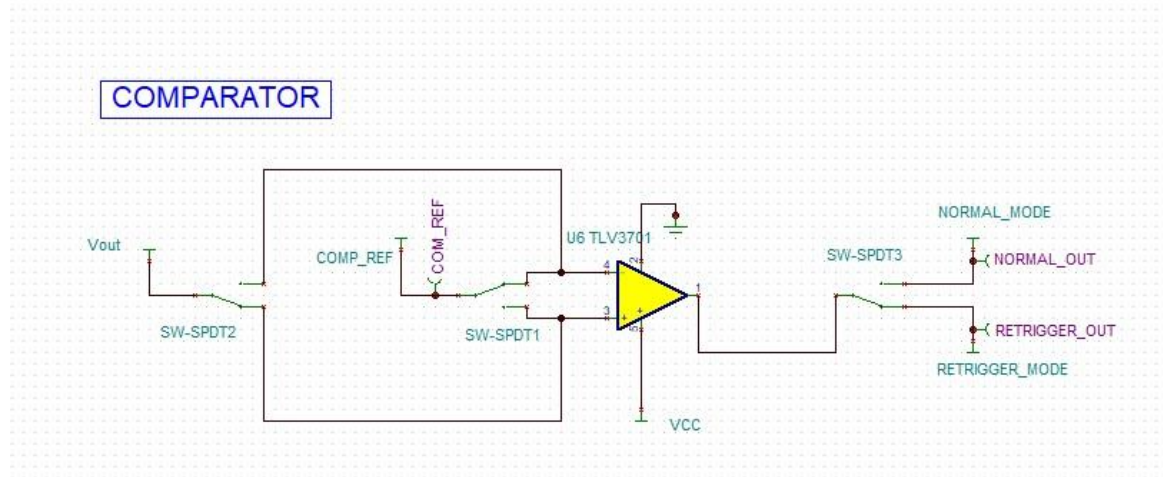 COMPARATOR
Vout
SW-SPDT2
COMP_REF
COM_REF
SW-SPDT1
U6 TLV3701
4
3
2
5
1
-
+
+
VCC
SW-SPDT3
NORMAL_MODE
NORMAL_OUT
RETRIGGER_OUT
RETRIGGER_MODE